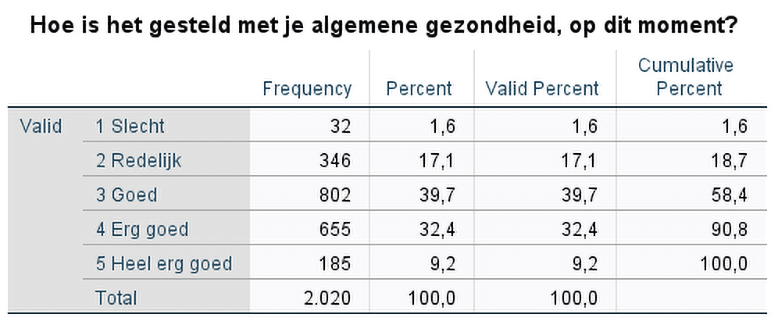 Hoe is het gesteld met je algemene gezondheid, op dit moment?
Frequency Percent Valid Percent Cumulative Percent
Valid 1 Slecht 32 1,6 1,6 1,6
2 Redelijk 346 17,1 17,1 18,7
3 Goed 802 39,7 39,7 58,4
4 Erg goed 655 32,4 32,4 90,8
5 Heel erg goed 185 9,2 9,2 100,0
Total 2.020 100,0 100,0